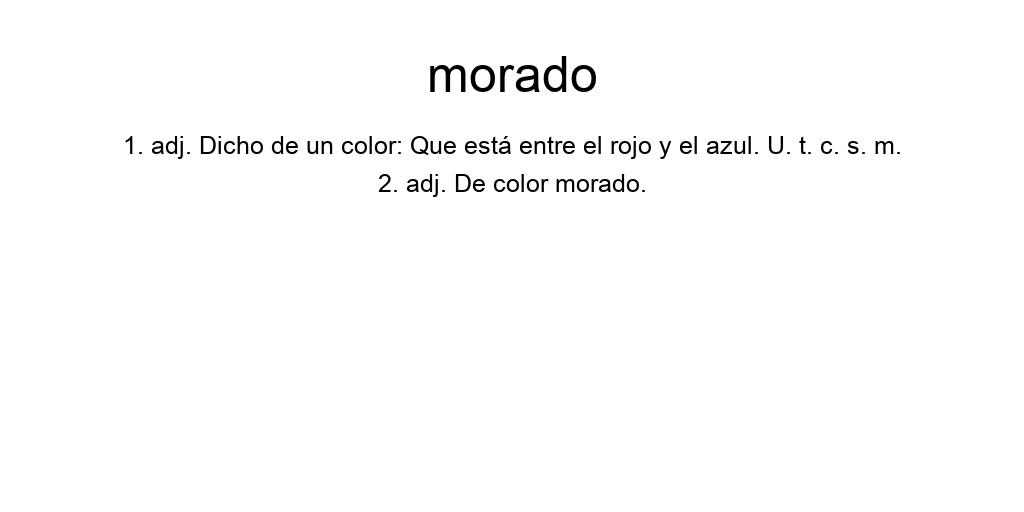 morado
1. adj. Dicho de un color: Que está entre el rojo y el azul. U. t. c. s. m.
2. adj. De color morado.